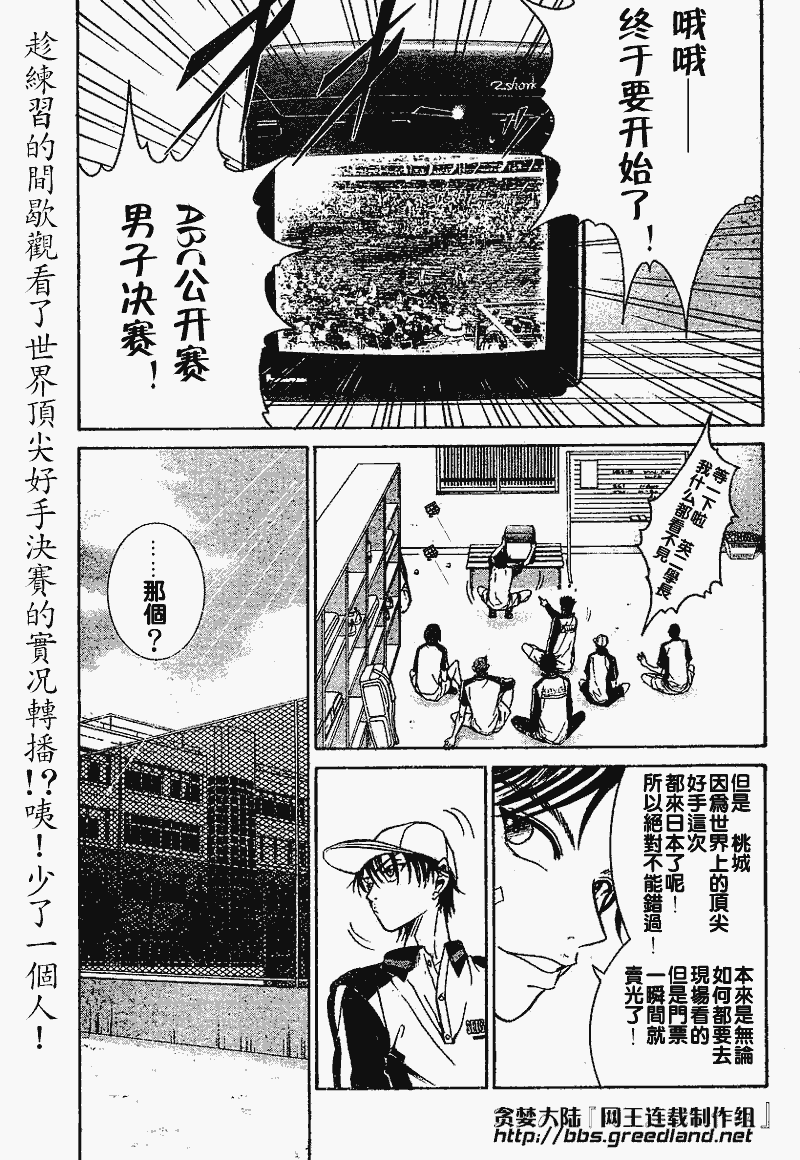 哦哦──
终于要开始了！
ABC公开赛
男子决赛！
Zshark
等一下啦 英二學長
我什么都看不見
但是 桃城
因爲世界上的頂尖
好手這次
都來日本了呢！
所以絕對不能錯過！
本來是無論
如何都要去
現場看的
但是門票
一瞬間就
賣光了！
……那個？
趁練習的間歇觀看了世界頂尖好手決賽的實况轉播！？咦！少了一個人！
贪婪大陆『网王连载制作组』
http://bbs.greedland.net